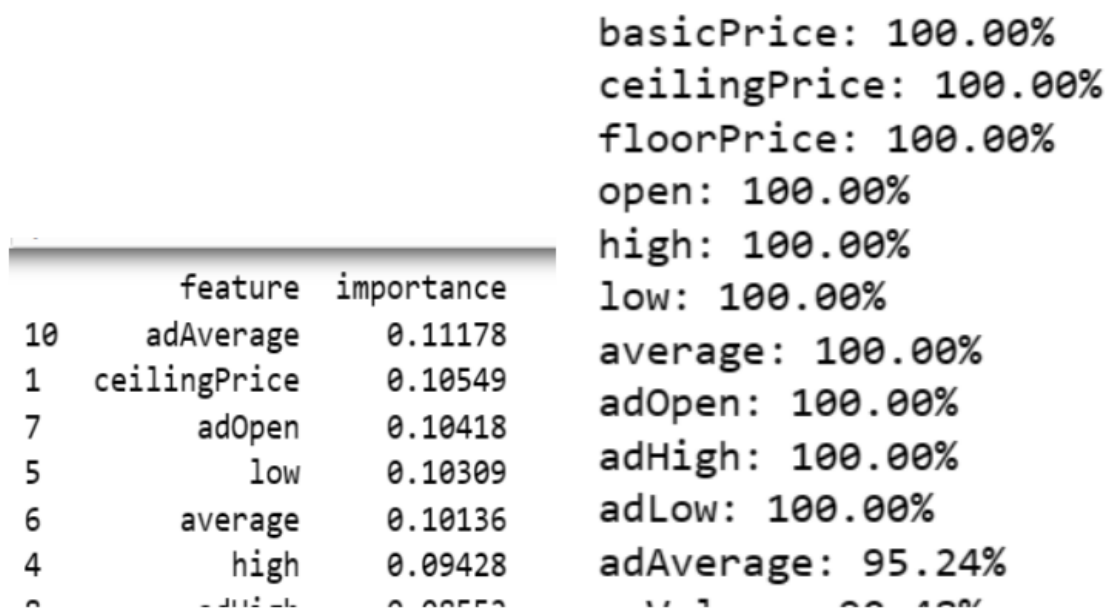 feature importance
10 adAverage 0.11178
1 ceilingPrice 0.10549
7 adOpen 0.10418
5 low 0.10309
6 average 0.10136
4 high 0.09428
basicPrice: 100.00%
ceilingPrice: 100.00%
floorPrice: 100.00%
open: 100.00%
high: 100.00%
low: 100.00%
average: 100.00%
adOpen: 100.00%
adHigh: 100.00%
adLow: 100.00%
adAverage: 95.24%